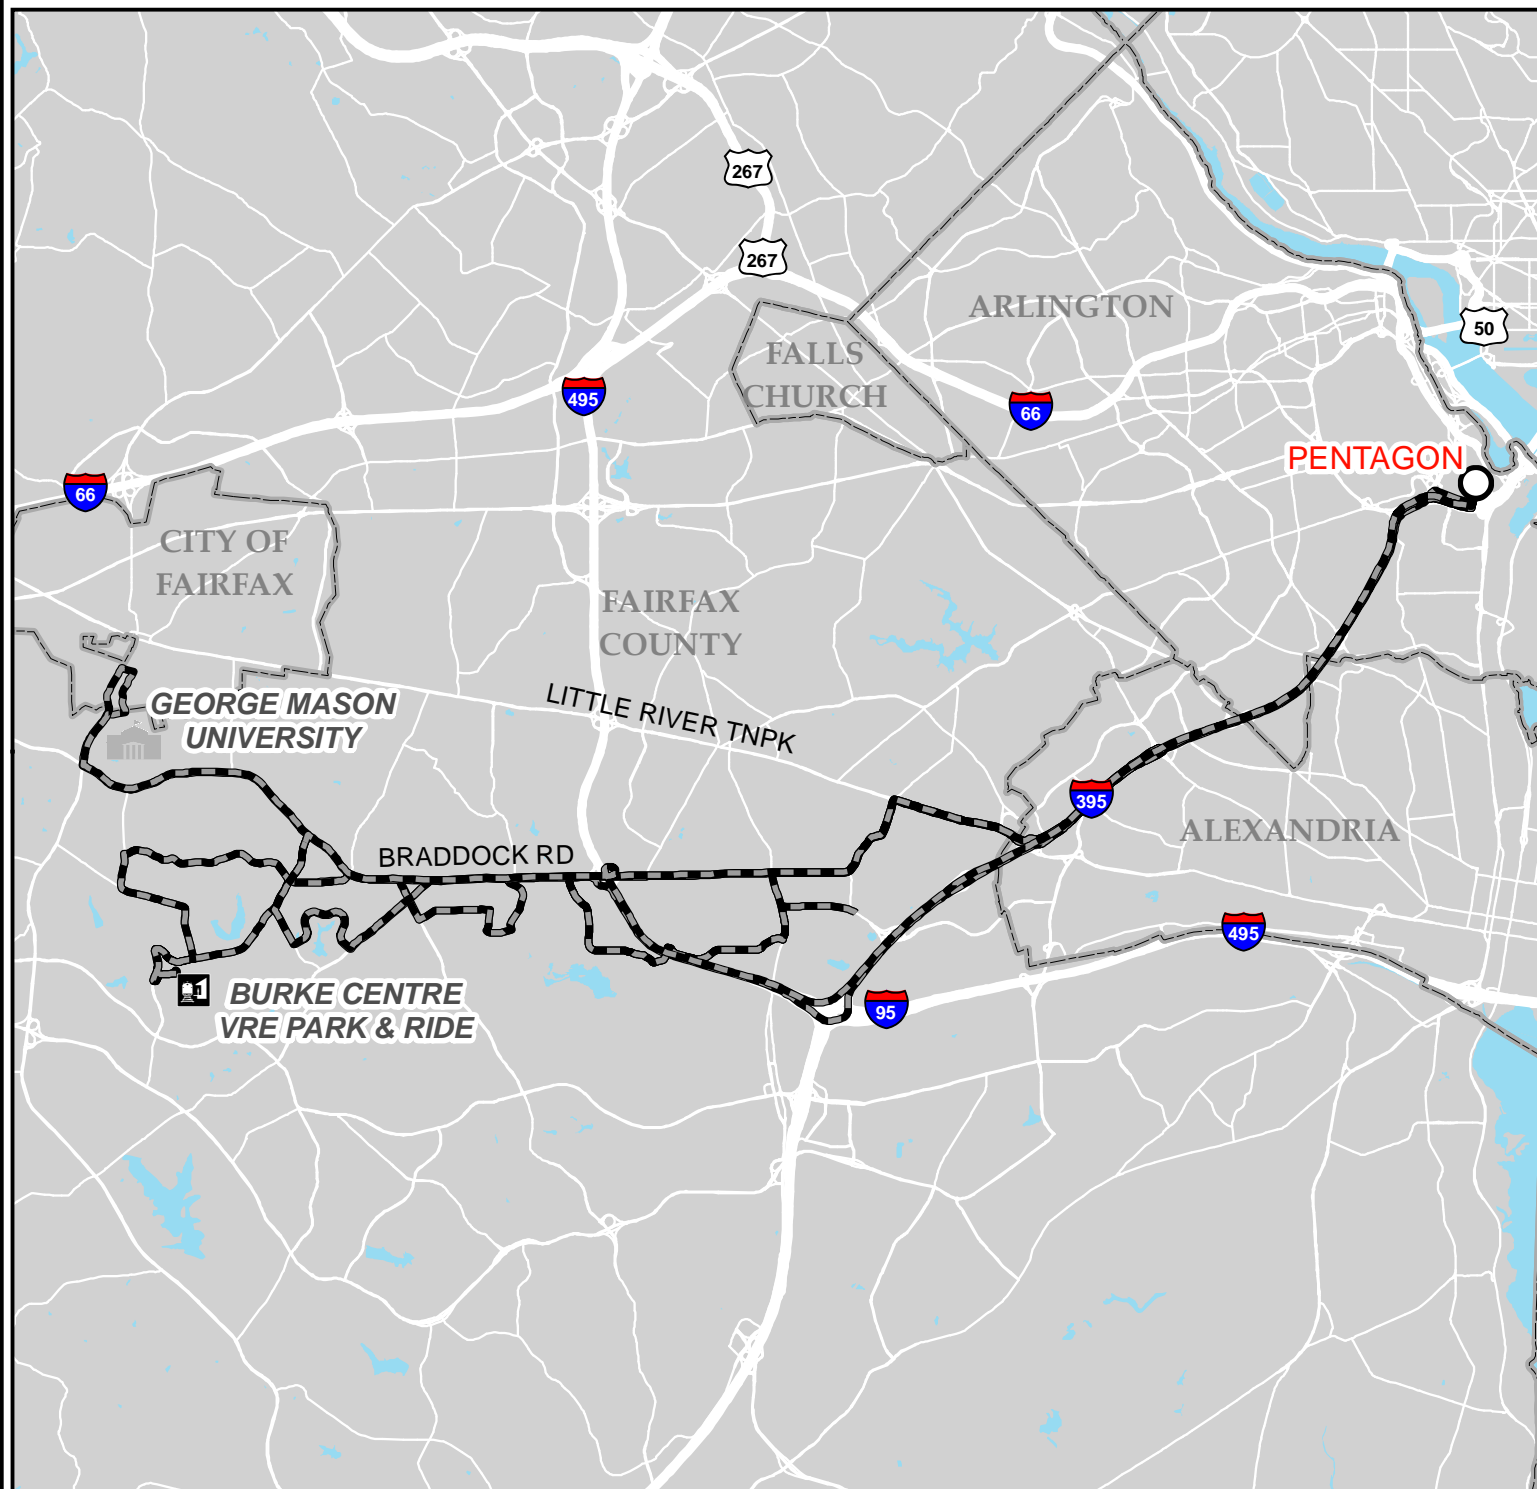 267
267
ARLINGTON
50
FALLS
CHURCH
495
66
PENTAGON
66
CITY OF
FAIRFAX
FAIRFAX
COUNTY
LITTLE RIVER TNPK
GEORGE MASON
UNIVERSITY
395
ALEXANDRIA
BRADDOCK RD
495
BURKE CENTRE
VRE PARK & RIDE
95